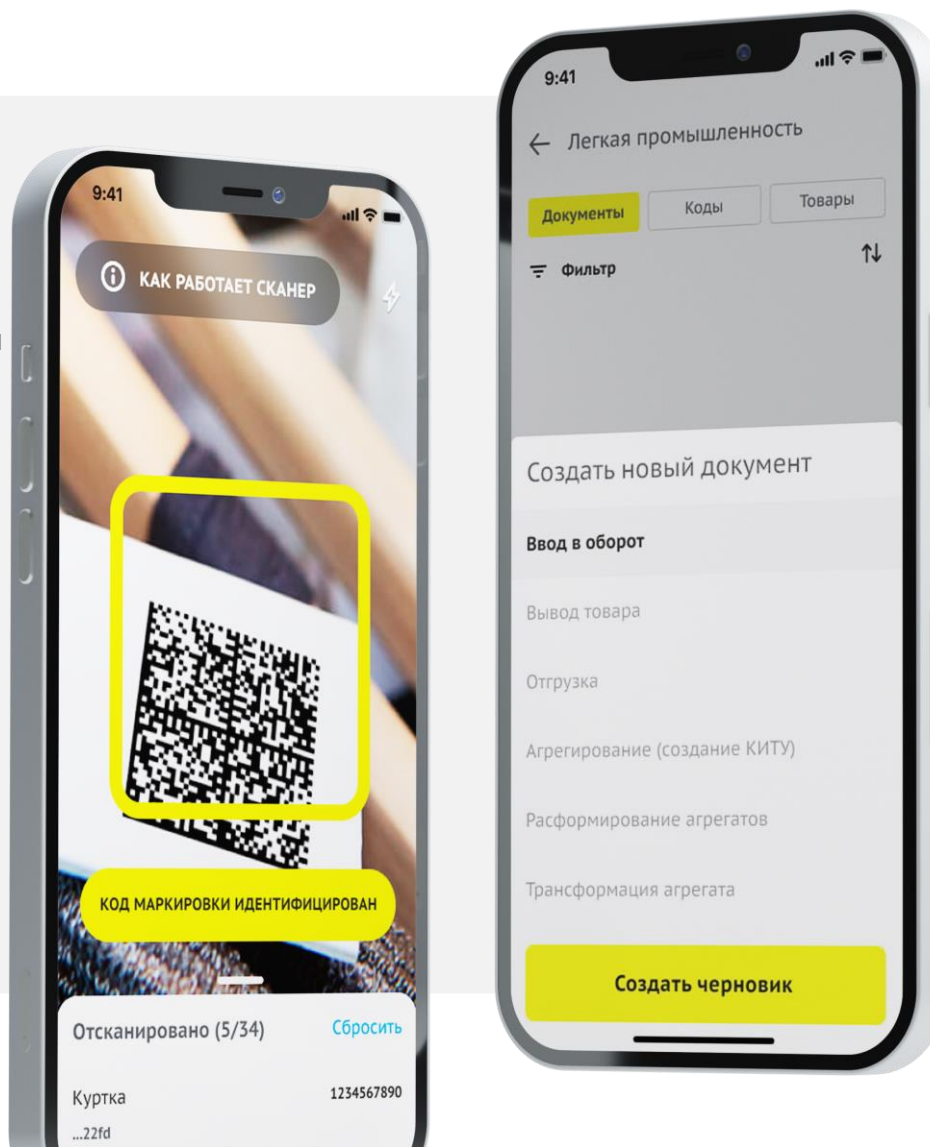 9:41
КАК РАБОТАЕТ СКАНЕР
КОД МАРКИРОВКИ ИДЕНТИФИЦИРОВАН
Отсканировано (5/34)
Сбросить
Куртка
1234567890
...22fd
9:41
Легкая промышленность
Документы
Коды
Товары
Фильтр
Создать новый документ
Ввод в оборот
Вывод товара
Отгрузка
Агрегирование (создание КИТУ)
Расформирование агрегатов
Трансформация агрегата
Создать черновик